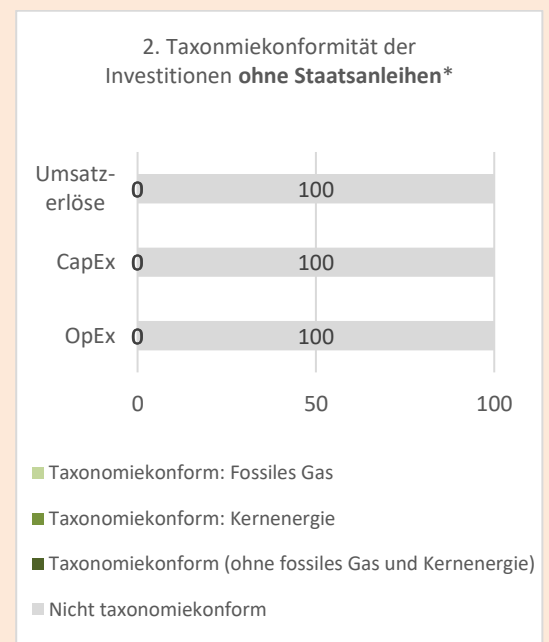 2. Taxonmiekonformität der
Investitionen ohne Staatsanleihen*
Umsatz-
erlöse 0 100
CapEx 0 100
OpEx 0 100
0 50 100
Taxonomiekonform: Fossiles Gas
Taxonomiekonform: Kernenergie
Taxonomiekonform (ohne fossiles Gas und Kernenergie)
Nicht taxonomiekonform